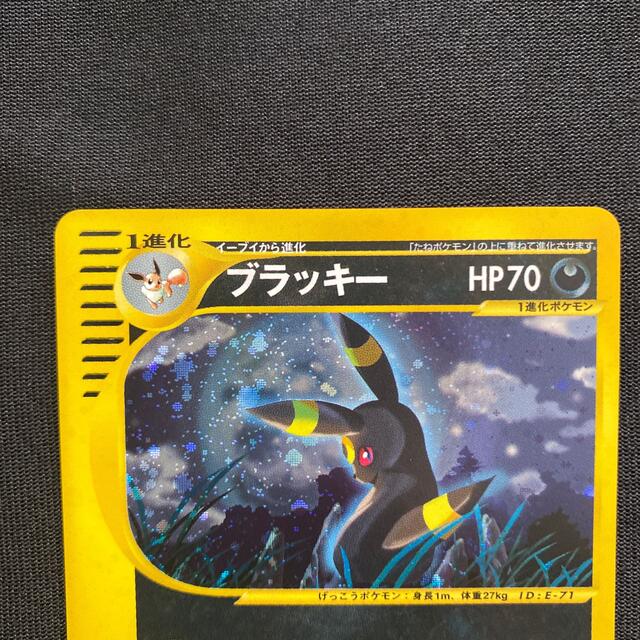 1進化
イーブイから進化
「たねポケモン」の上に重ねて進化させます。
ブラッキー
HP70
1進化ポケモン
げっこうポケモン：身長1m、体重27kg ID:E-71